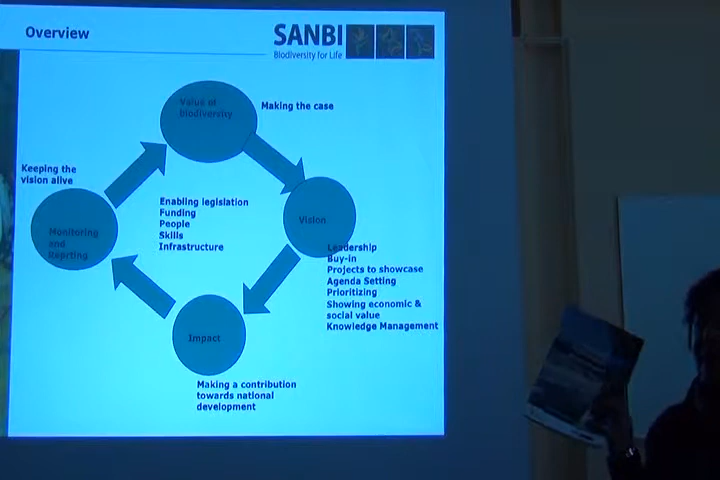 Overview
SANBI
Biodiversity for Life
Value of
biodiversity
Making the case
Keeping the
vision alive
Enabling legislation
Funding
People
Skills
Infrastructure
Vision
Monitoring
and
Reprting
Leadership
Buy-in
Projects to showcase
Agenda Setting
Prioritizing
Showing economic &
social value
Knowledge Management
Impact
Making a contribution
towards national
development